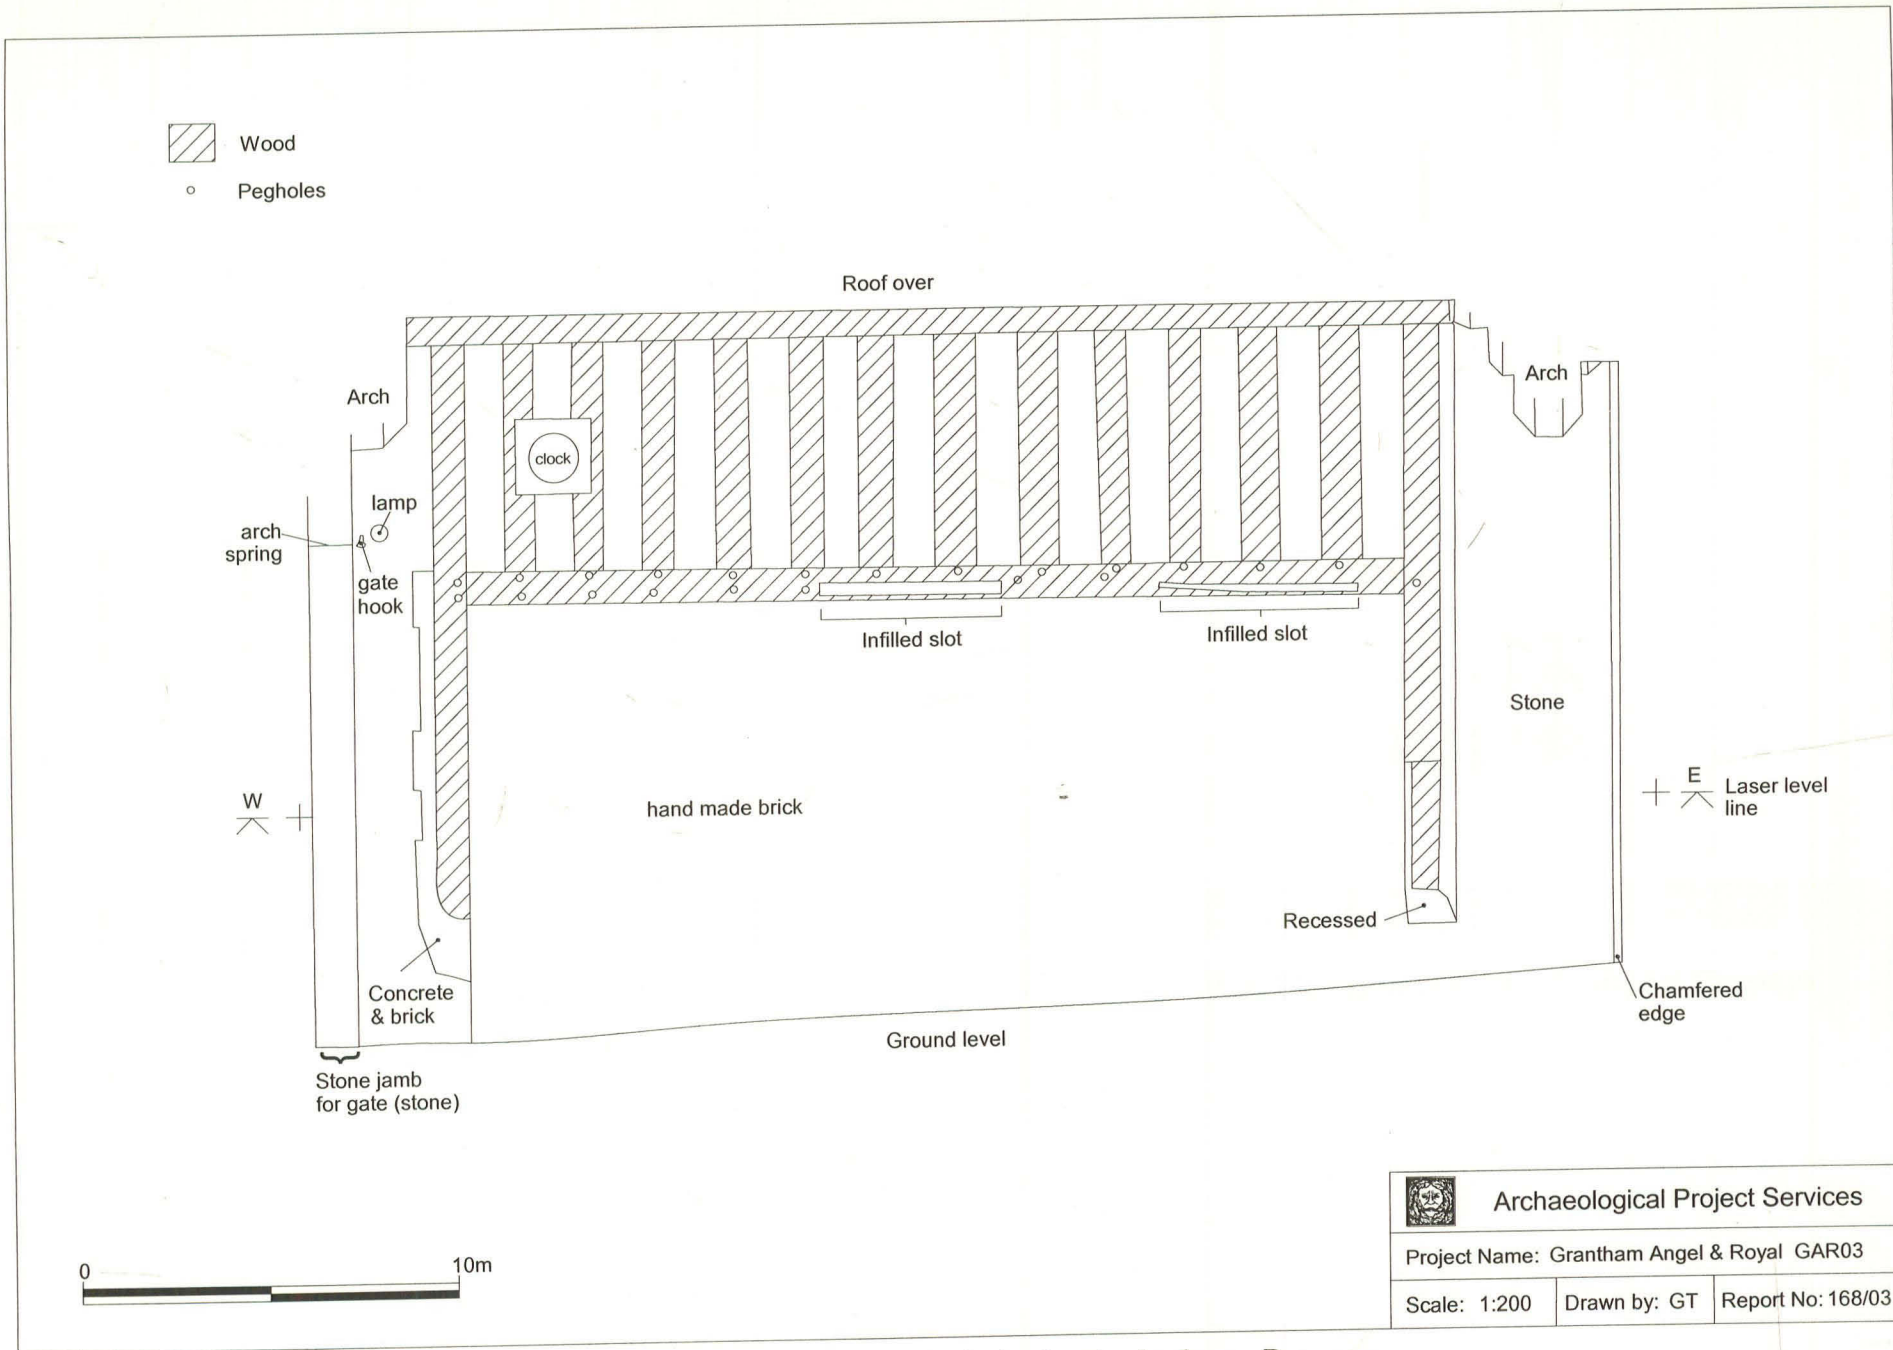 Wood
Pegholes
Roof over
Arch
Arch
clock
lamp
arch
spring
gate
hook
Infilled slot
Infilled slot
Stone
W
hand made brick
E
Laser level
line
Recessed
Concrete
& brick
Chamfered
edge
Ground level
Stone jamb
for gate (stone)
0
10m
Archaeological Project Services
Project Name: Grantham Angel & Royal GAR03
Scale: 1:200
Drawn by: GT
Report No: 168/03